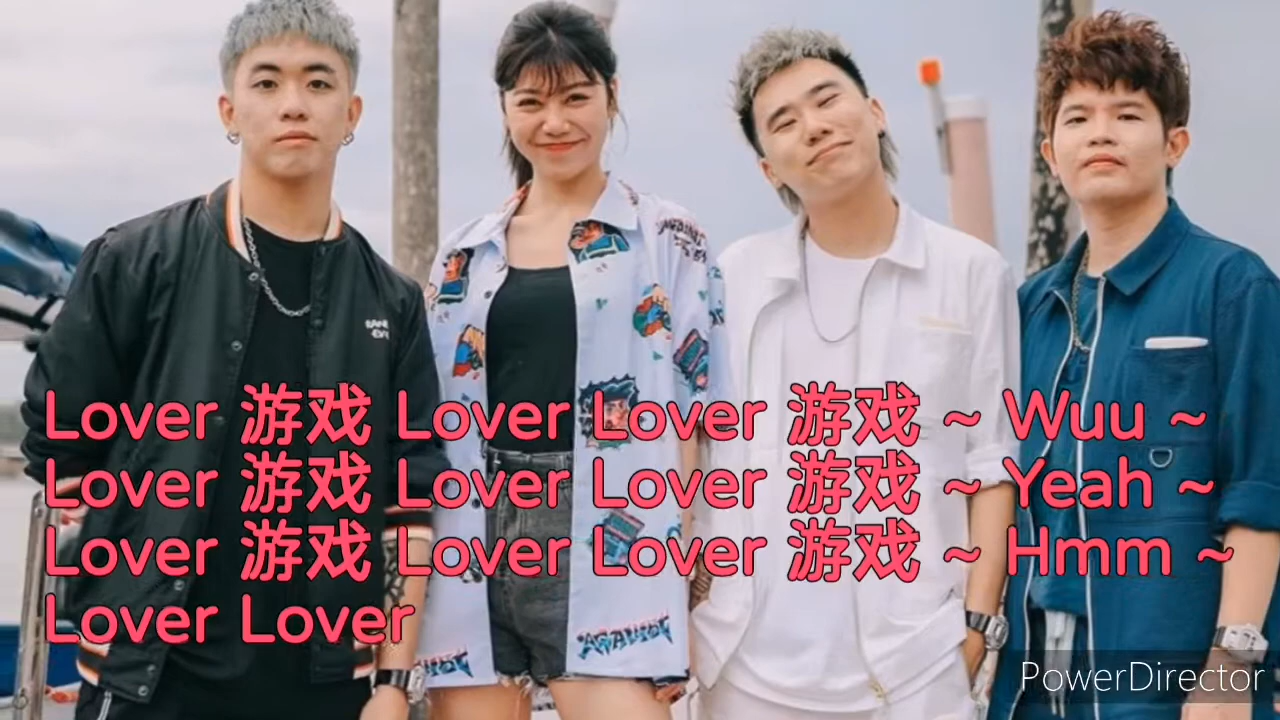 Lover 游戏 Lover Lover 游戏 ~ Wuu ~
Lover 游戏 Lover Lover 游戏 ~ Yeah ~
Lover 游戏 Lover Lover 游戏 ~ Hmm ~
Lover Lover
PowerDirector